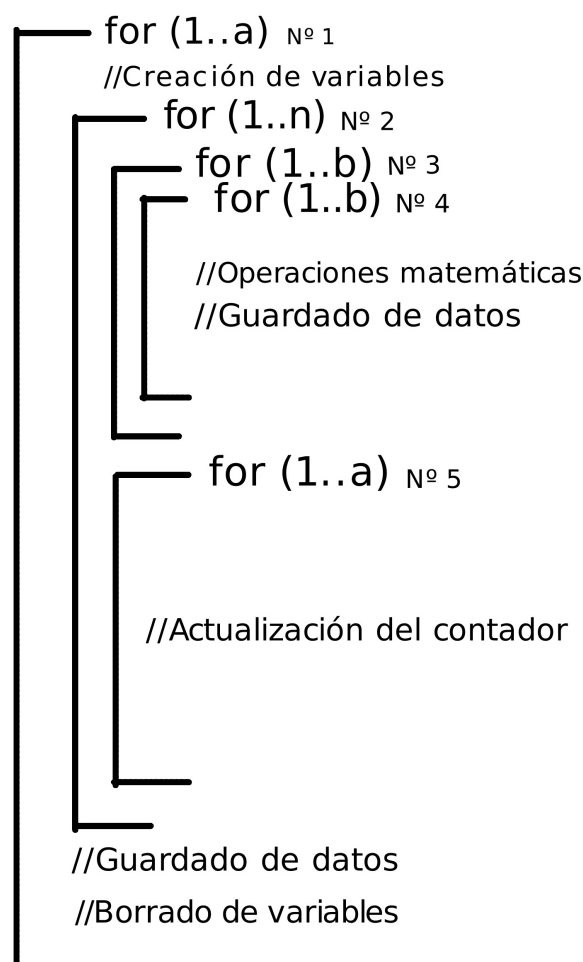 for (1..a) Nº 1
//Creación de variables
for (1..n) Nº 2
for (1..b) Nº 3
for (1..b) Nº 4
//Operaciones matemáticas
//Guardado de datos
for (1..a) Nº 5
//Actualización del contador
//Guardado de datos
//Borrado de variables